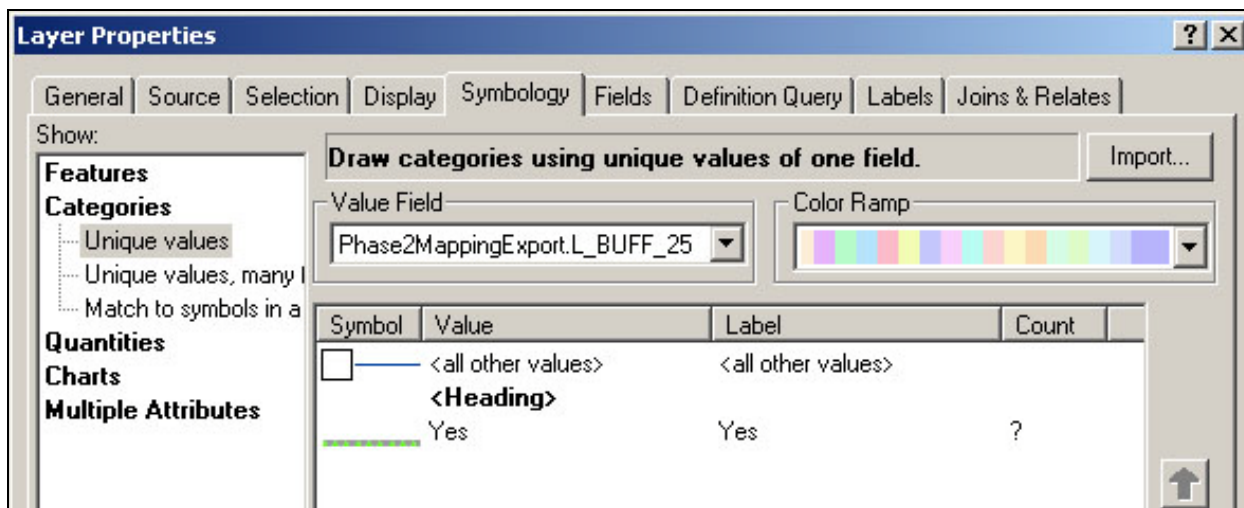 Layer Properties
?
General Source Selection Display Symbology Fields Definition Query Labels Joins & Relates
Show:
Features
Categories
Unique values
Unique values, many
Match to symbols in a
Quantities
Charts
Multiple Attributes
Draw categories using unique values of one field.
Import...
Value Field
Phase2MappingExport.L_BUFF_25
Color Ramp
Symbol Value Label Count
<all other values> <all other values>
<Heading>
Yes Yes ?